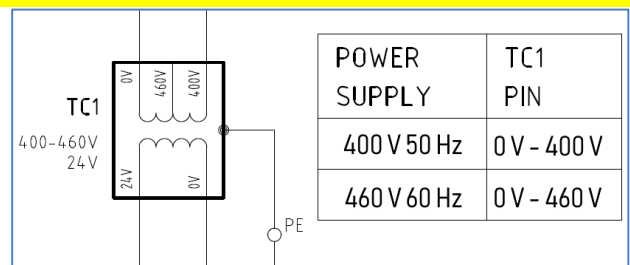 0V
460V
400V
TC1
400-460V
24V
24V
0V
PE
POWER SUPPLY
TC1 PIN
400 V 50 Hz
0 V - 400 V
460 V 60 Hz
0 V - 460 V